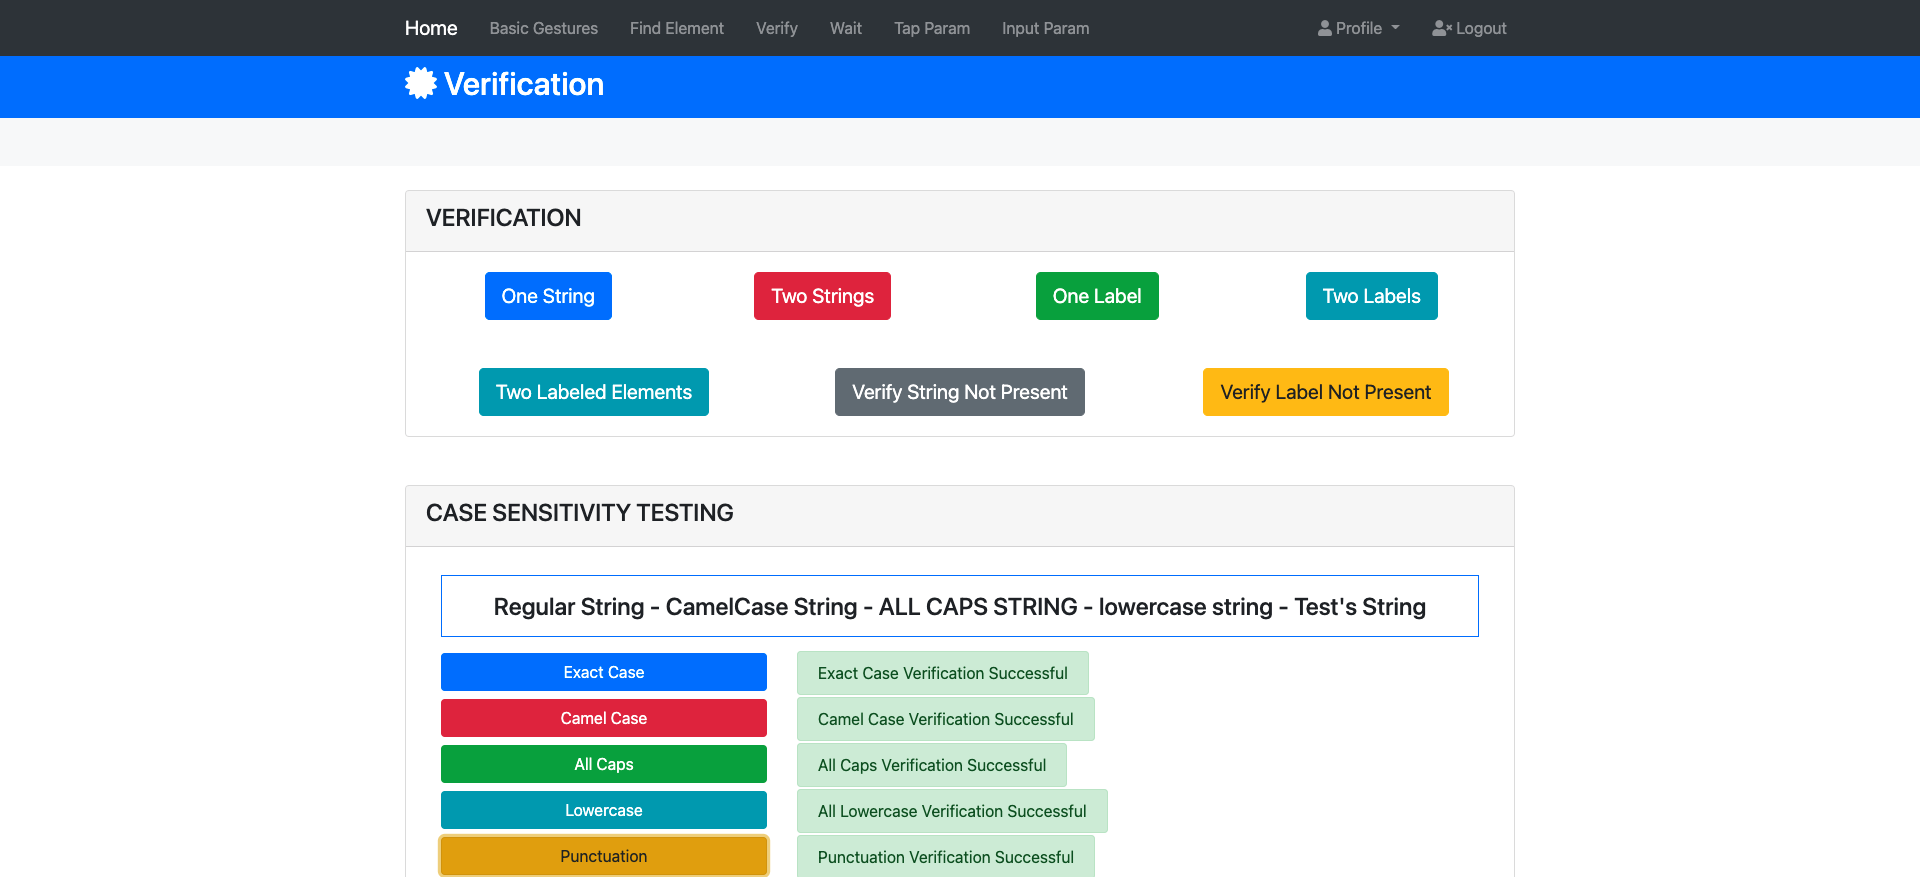 Home Basic Gestures Find Element Verify Wait Tap Param Input Param Profile Logout
Verification
VERIFICATION
One String Two Strings One Label Two Labels
Two Labeled Elements Verify String Not Present Verify Label Not Present
CASE SENSITIVITY TESTING
Regular String - CamelCase String - ALL CAPS STRING - lowercase string - Test's String
Exact Case Exact Case Verification Successful
Camel Case Camel Case Verification Successful
All Caps All Caps Verification Successful
Lowercase All Lowercase Verification Successful
Punctuation Punctuation Verification Successful